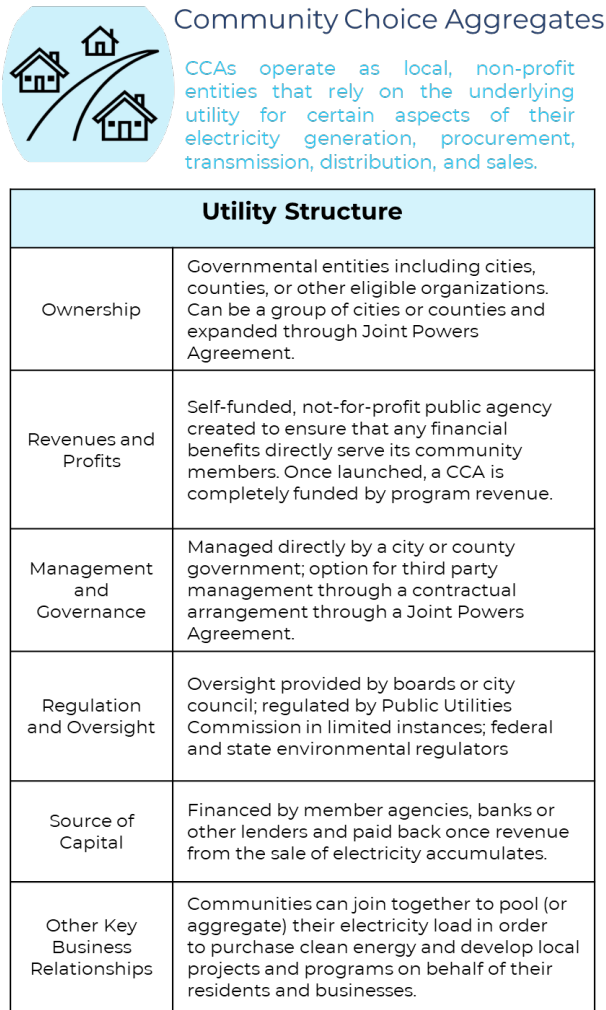 Community Choice Aggregates
CCAs operate as local, non-profit
entities that rely on the underlying
utility for certain aspects of their
electricity generation, procurement,
transmission, distribution, and sales.
Utility Structure
Ownership
Governmental entities including cities,
counties, or other eligible organizations.
Can be a group of cities or counties and
expanded through Joint Powers
Agreement.
Revenues and
Profits
Self-funded, not-for-profit public agency
created to ensure that any financial
benefits directly serve its community
members. Once launched, a CCA is
completely funded by program revenue.
Management
and
Governance
Managed directly by a city or county
government; option for third party
management through a contractual
arrangement through a Joint Powers
Agreement.
Regulation
and Oversight
Oversight provided by boards or city
council; regulated by Public Utilities
Commission in limited instances; federal
and state environmental regulators
Source of
Capital
Financed by member agencies, banks or
other lenders and paid back once revenue
from the sale of electricity accumulates.
Other Key
Business
Relationships
Communities can join together to pool (or
aggregate) their electricity load in order
to purchase clean energy and develop local
projects and programs on behalf of their
residents and businesses.